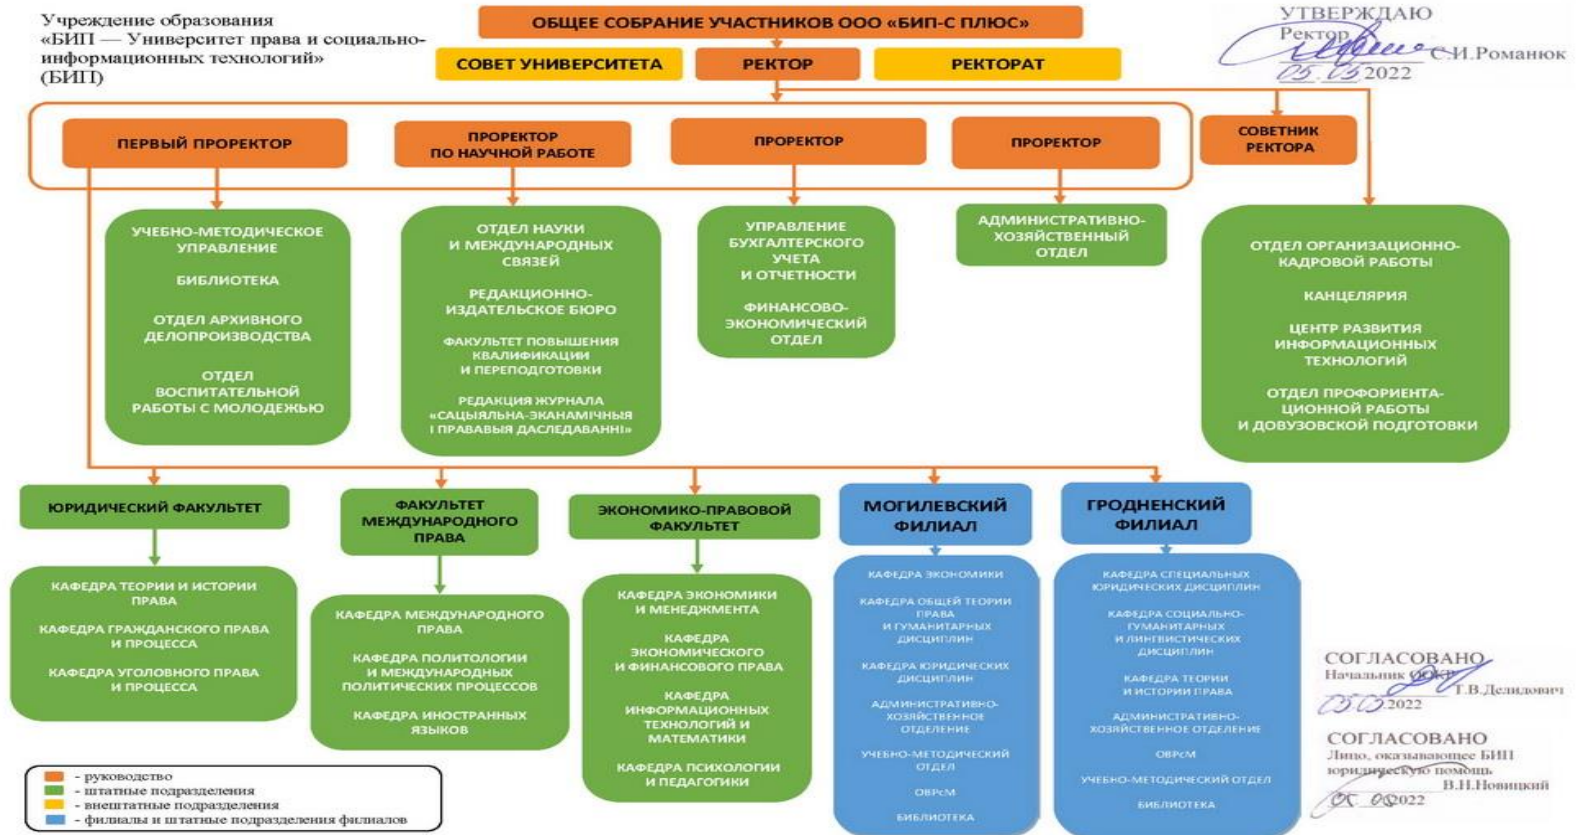 Учреждение образования
«БИП — Университет права и социально-
информационных технологий»
(БИП)
ОБЩЕЕ СОБРАНИЕ УЧАСТНИКОВ ООО «БИП-С ПЛЮС»
СОВЕТ УНИВЕРСИТЕТА
РЕКТОР
РЕКТОРАТ
УТВЕРЖДАЮ
Ректор
С.И.Романюк
05.05.2022
ПЕРВЫЙ ПРОРЕКТОР
ПРОРЕКТОР
ПО НАУЧНОЙ РАБОТЕ
ПРОРЕКТОР
ПРОРЕКТОР
СОВЕТНИК
РЕКТОРА
УЧЕБНО-МЕТОДИЧЕСКОЕ
УПРАВЛЕНИЕ
БИБЛИОТЕКА
ОТДЕЛ АРХИВНОГО
ДЕЛОПРОИЗВОДСТВА
ОТДЕЛ
ВОСПИТАТЕЛЬНОЙ
РАБОТЫ С МОЛОДЕЖЬЮ
ОТДЕЛ НАУКИ
И МЕЖДУНАРОДНЫХ
СВЯЗЕЙ
РЕДАКЦИОННО-
ИЗДАТЕЛЬСКОЕ БЮРО
ФАКУЛЬТЕТ ПОВЫШЕНИЯ
КВАЛИФИКАЦИИ
И ПЕРЕПОДГОТОВКИ
РЕДАКЦИЯ ЖУРНАЛА
«САЦЫЯЛЬНА-ЭКАНАМІЧНЫЯ
І ПРАВАВЫЯ ДАСЛЕДАВАННІ»
УПРАВЛЕНИЕ
БУХГАЛТЕРСКОГО
УЧЕТА
И ОТЧЕТНОСТИ
ФИНАНСОВО-
ЭКОНОМИЧЕСКИЙ
ОТДЕЛ
АДМИНИСТРАТИВНО-
ХОЗЯЙСТВЕННЫЙ
ОТДЕЛ
ОТДЕЛ ОРГАНИЗАЦИОННО-
КАДРОВОЙ РАБОТЫ
КАНЦЕЛЯРИЯ
ЦЕНТР РАЗВИТИЯ
ИНФОРМАЦИОННЫХ
ТЕХНОЛОГИЙ
ОТДЕЛ ПРОФОРИЕНТА-
ЦИОННОЙ РАБОТЫ
И ДОВУЗОВСКОЙ ПОДГОТОВКИ
ЮРИДИЧЕСКИЙ ФАКУЛЬТЕТ
ФАКУЛЬТЕТ
МЕЖДУНАРОДНОГО
ПРАВА
ЭКОНОМИКО-ПРАВОВОЙ
ФАКУЛЬТЕТ
МОГИЛЕВСКИЙ
ФИЛИАЛ
ГРОДНЕНСКИЙ
ФИЛИАЛ
КАФЕДРА ТЕОРИИ И ИСТОРИИ
ПРАВА
КАФЕДРА ГРАЖДАНСКОГО ПРАВА
И ПРОЦЕССА
КАФЕДРА УГОЛОВНОГО ПРАВА
И ПРОЦЕССА
КАФЕДРА МЕЖДУНАРОДНОГО
ПРАВА
КАФЕДРА ПОЛИТОЛОГИИ
И МЕЖДУНАРОДНЫХ
ПОЛИТИЧЕСКИХ ПРОЦЕССОВ
КАФЕДРА ИНОСТРАННЫХ
ЯЗЫКОВ
КАФЕДРА ЭКОНОМИКИ
И МЕНЕДЖМЕНТА
КАФЕДРА
ЭКОНОМИЧЕСКОГО
И ФИНАНСОВОГО ПРАВА
КАФЕДРА
ИНФОРМАЦИОННЫХ
ТЕХНОЛОГИЙ И
МАТЕМАТИКИ
КАФЕДРА ПСИХОЛОГИИ
И ПЕДАГОГИКИ
КАФЕДРА ЭКОНОМИКИ
КАФЕДРА ОБЩЕЙ ТЕОРИИ
ПРАВА
И ГУМАНИТАРНЫХ
ДИСЦИПЛИН
КАФЕДРА ЮРИДИЧЕСКИХ
ДИСЦИПЛИН
АДМИНИСТРАТИВНО-
ХОЗЯЙСТВЕННОЕ
ОТДЕЛЕНИЕ
УЧЕБНО-МЕТОДИЧЕСКИЙ
ОТДЕЛ
ОВРсМ
БИБЛИОТЕКА
КАФЕДРА СПЕЦИАЛЬНЫХ
ЮРИДИЧЕСКИХ ДИСЦИПЛИН
КАФЕДРА СОЦИАЛЬНО-
ГУМАНИТАРНЫХ
И ЛИНГВИСТИЧЕСКИХ
ДИСЦИПЛИН
КАФЕДРА ТЕОРИИ
И ИСТОРИИ ПРАВА
АДМИНИСТРАТИВНО-
ХОЗЯЙСТВЕННОЕ ОТДЕЛЕНИЕ
ОВРсМ
УЧЕБНО-МЕТОДИЧЕСКИЙ ОТДЕЛ
БИБЛИОТЕКА
СОГЛАСОВАНО
Начальник
Т.В.Делидович
05.05.2022
СОГЛАСОВАНО
Лицо, оказывающее БИП
юридическую помощь
В.Н.Новицкий
2022
- руководство
- штатные подразделения
- внештатные подразделения
- филиалы и штатные подразделения филиалов